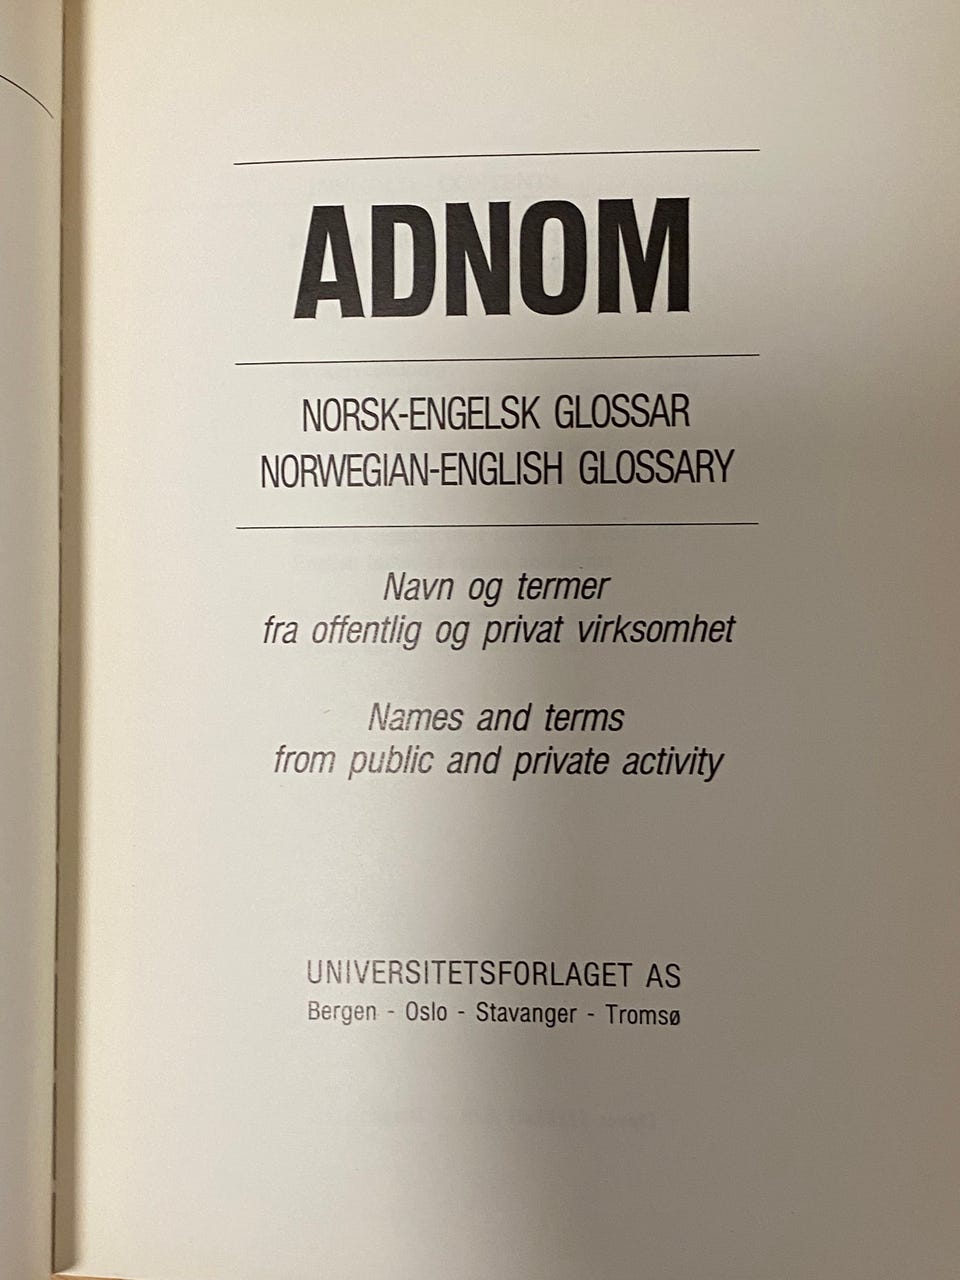 ADNOM
NORSK-ENGELSK GLOSSAR
NORWEGIAN-ENGLISH GLOSSARY
Navn og termer
fra offentlig og privat virksomhet
Names and terms
from public and private activity
UNIVERSITETSFORLAGET AS
Bergen - Oslo - Stavanger - Tromsø